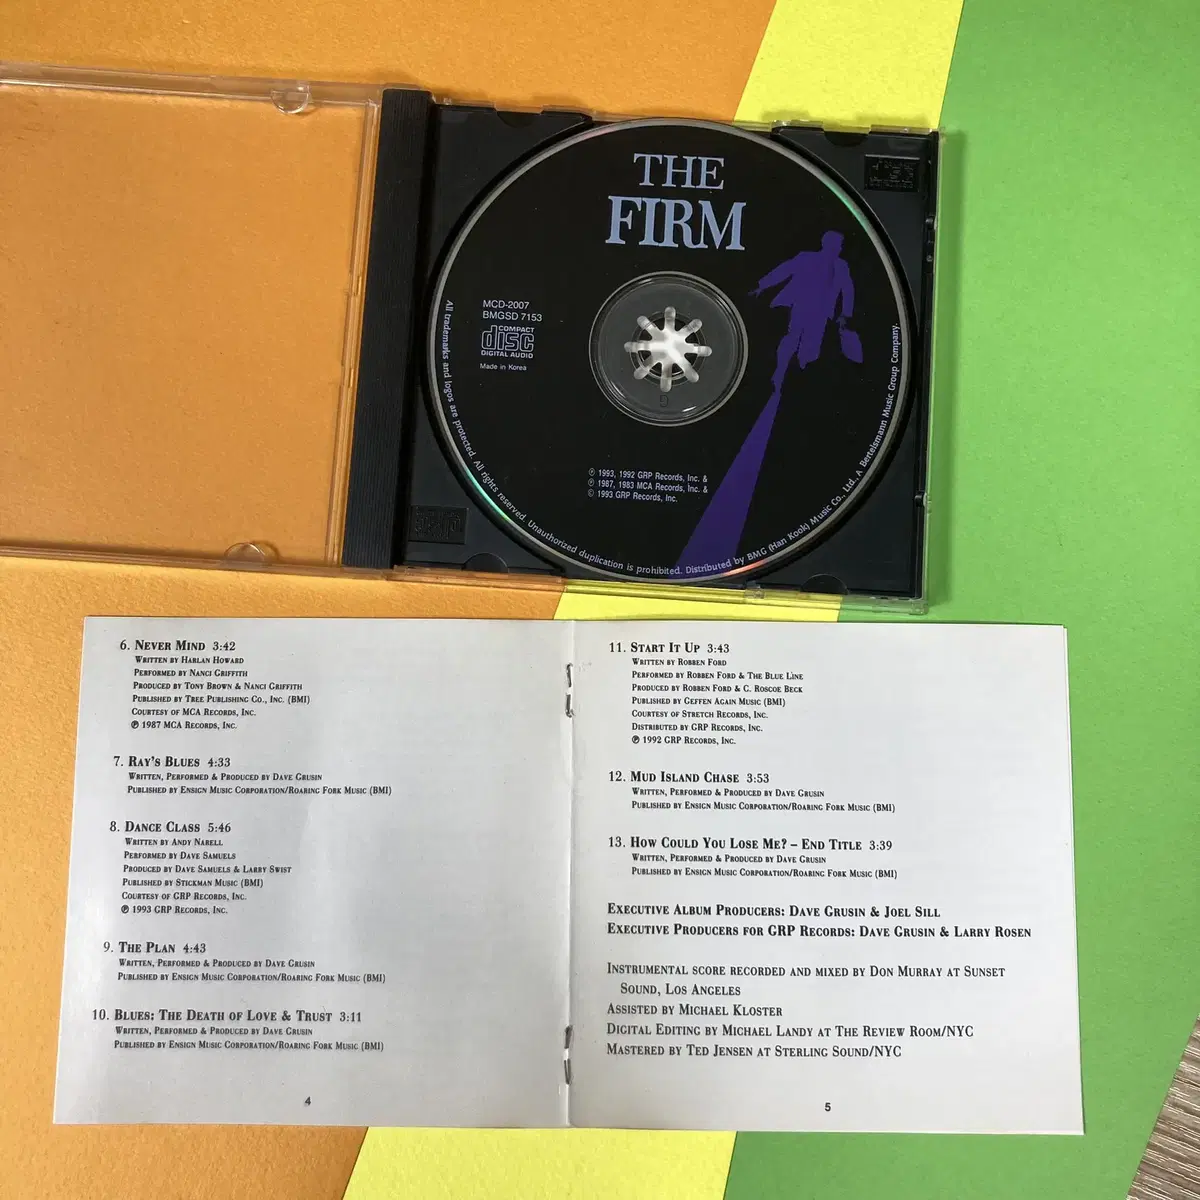 THE
FIRM
MCD-2007
BMGSD 7153
COMPACT
disc
DIGITAL AUDIO
Made in Korea
℗ 1993, 1992 GRP Records, Inc. &
℗ 1987, 1983 MCA Records, Inc. &
© 1993 GRP Records, Inc.
All trademarks and logos are protected. All rights reserved. Unauthorized duplication is prohibited. Distributed by BMG (Han Kook) Music Co., Ltd., A Bertelsmann Music Group Company.
6. NEVER MIND 3:42
WRITTEN BY HARLAN HOWARD
PERFORMED BY NANCI GRIFFITH
PRODUCED BY TONY BROWN & NANCI GRIFFITH
PUBLISHED BY TREE PUBLISHING CO., INC. (BMI)
COURTESY OF MCA RECORDS, INC.
℗ 1987 MCA RECORDS, INC.
7. RAY'S BLUES 4:33
WRITTEN, PERFORMED & PRODUCED BY DAVE GRUSIN
PUBLISHED BY ENSIGN MUSIC CORPORATION/ROARING FORK MUSIC (BMI)
8. DANCE CLASS 5:46
WRITTEN BY ANDY NARELL
PERFORMED BY DAVE SAMUELS
PRODUCED BY DAVE SAMUELS & LARRY SWIST
PUBLISHED BY STICKMAN MUSIC (BMI)
COURTESY OF GRP RECORDS, INC.
℗ 1993 GRP RECORDS, INC.
9. THE PLAN 4:43
WRITTEN, PERFORMED & PRODUCED BY DAVE GRUSIN
PUBLISHED BY ENSIGN MUSIC CORPORATION/ROARING FORK MUSIC (BMI)
10. BLUES: THE DEATH OF LOVE & TRUST 3:11
WRITTEN, PERFORMED & PRODUCED BY DAVE GRUSIN
PUBLISHED BY ENSIGN MUSIC CORPORATION/ROARING FORK MUSIC (BMI)
4
11. START IT UP 3:43
WRITTEN BY ROBBEN FORD
PERFORMED BY ROBBEN FORD & THE BLUE LINE
PRODUCED BY ROBBEN FORD & C. ROSCOE BECK
PUBLISHED BY GEFFEN AGAIN MUSIC (BMI)
COURTESY OF STRETCH RECORDS, INC.
DISTRIBUTED BY GRP RECORDS, INC.
℗ 1992 GRP RECORDS, INC.
12. MUD ISLAND CHASE 3:53
WRITTEN, PERFORMED & PRODUCED BY DAVE GRUSIN
PUBLISHED BY ENSIGN MUSIC CORPORATION/ROARING FORK MUSIC (BMI)
13. HOW COULD YOU LOSE ME? – END TITLE 3:39
WRITTEN, PERFORMED & PRODUCED BY DAVE GRUSIN
PUBLISHED BY ENSIGN MUSIC CORPORATION/ROARING FORK MUSIC (BMI)
EXECUTIVE ALBUM PRODUCERS: DAVE GRUSIN & JOEL SILL
EXECUTIVE PRODUCERS FOR GRP RECORDS: DAVE GRUSIN & LARRY ROSEN
INSTRUMENTAL SCORE RECORDED AND MIXED BY DON MURRAY AT SUNSET
SOUND, LOS ANGELES
ASSISTED BY MICHAEL KLOSTER
DIGITAL EDITING BY MICHAEL LANDY AT THE REVIEW ROOM/NYC
MASTERED BY TED JENSEN AT STERLING SOUND/NYC
5